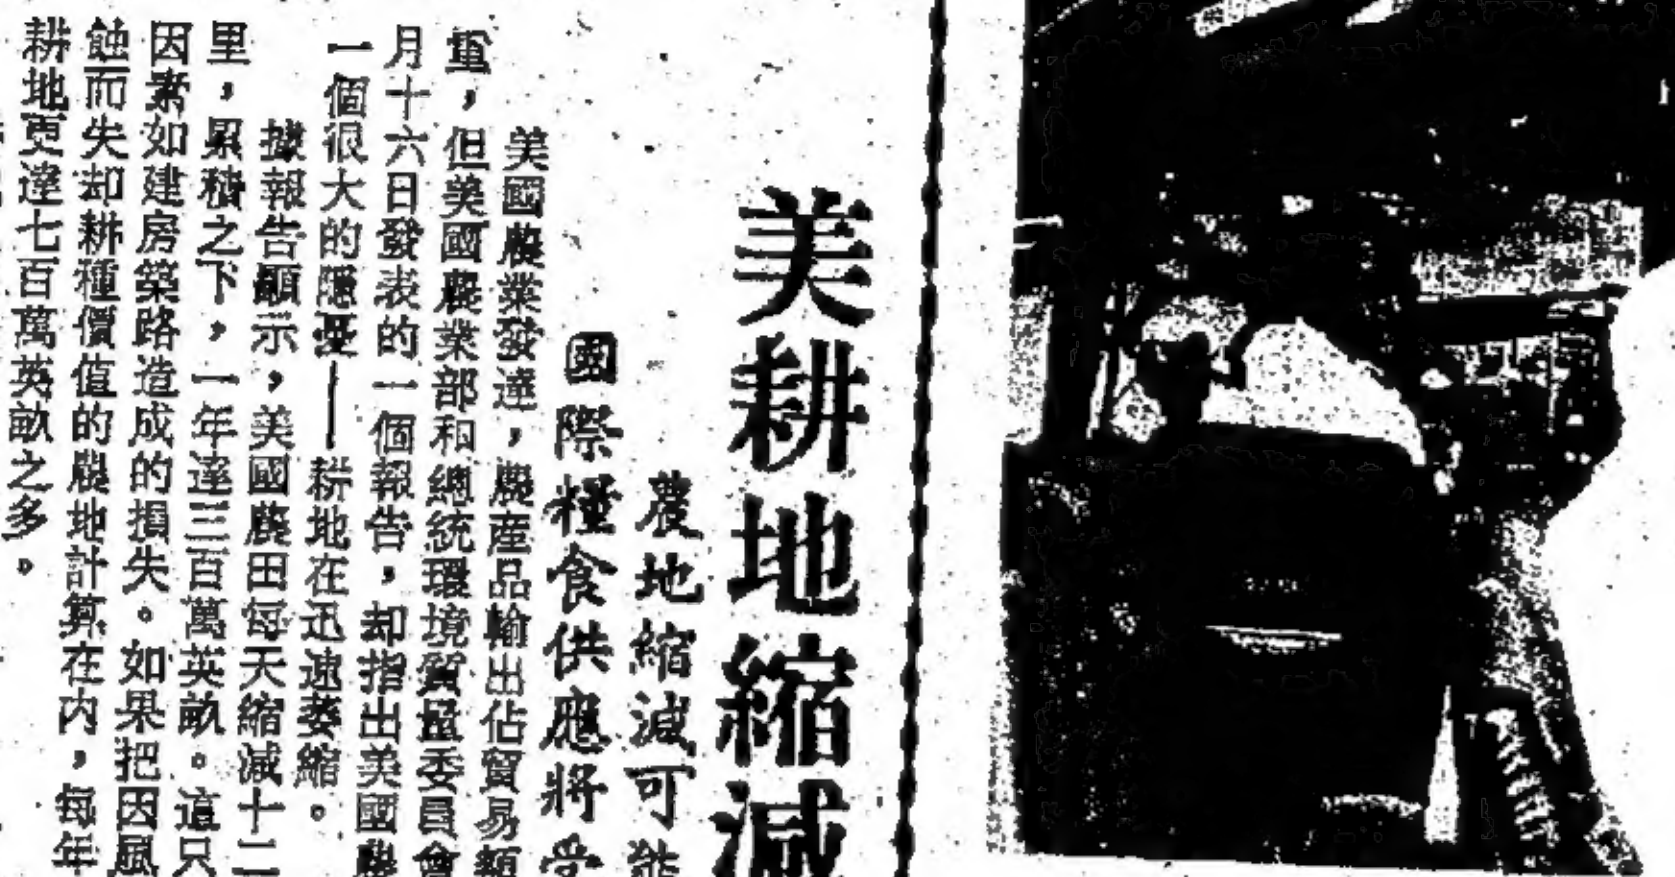 美耕地縮減
農地縮減可能
國際糧食供應將受
美國農業發達，農產品輸出佔貿易額
重，但美國農業部和總統環境質量委員會
月十六日發表的一個報告，却指出美國農
一個很大的隱憂——耕地在迅速萎縮。
據報告顯示，美國農田每天縮減十二
里，累積之下，一年達三百萬英畝。這只
因素如建房築路造成的損失。如果把因風
蝕而失却耕種價值的農地計算在內，每年
耕地更達七百萬英畝之多。